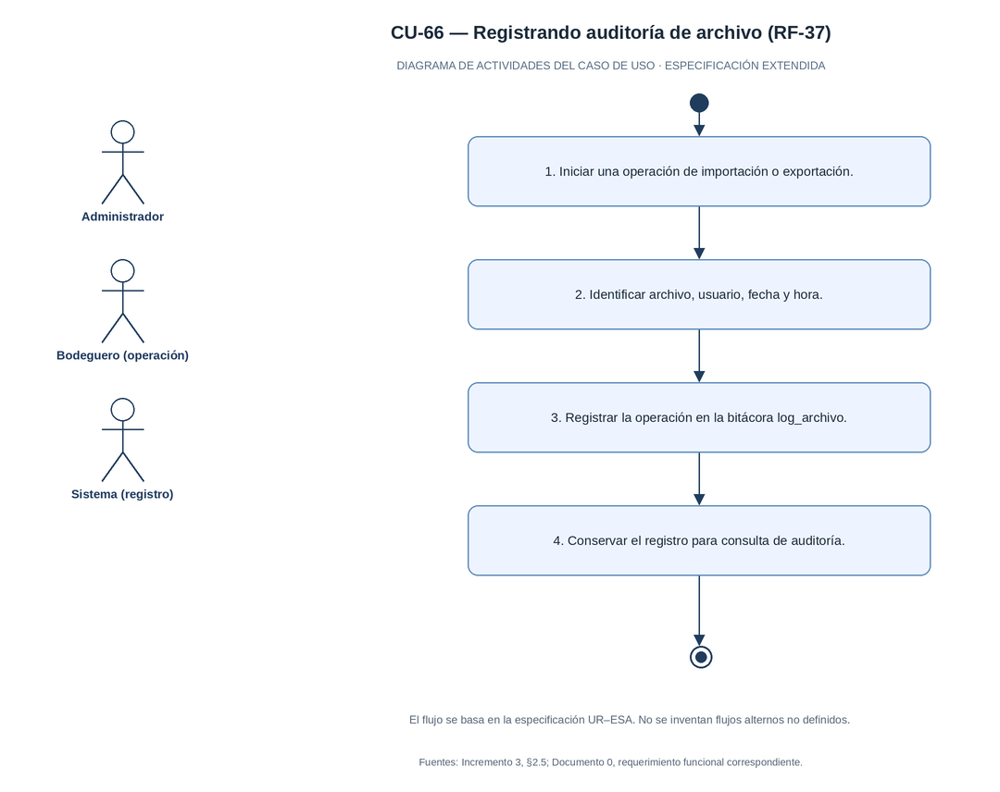 CU-66 — Registrando auditoría de archivo (RF-37)
DIAGRAMA DE ACTIVIDADES DEL CASO DE USO · ESPECIFICACIÓN EXTENDIDA
Administrador
Bodeguero (operación)
Sistema (registro)
1. Iniciar una operación de importación o exportación.
2. Identificar archivo, usuario, fecha y hora.
3. Registrar la operación en la bitácora log_archivo.
4. Conservar el registro para consulta de auditoría.
El flujo se basa en la especificación UR–ESA. No se inventan flujos alternos no definidos.
Fuentes: Incremento 3, §2.5; Documento 0, requerimiento funcional correspondiente.